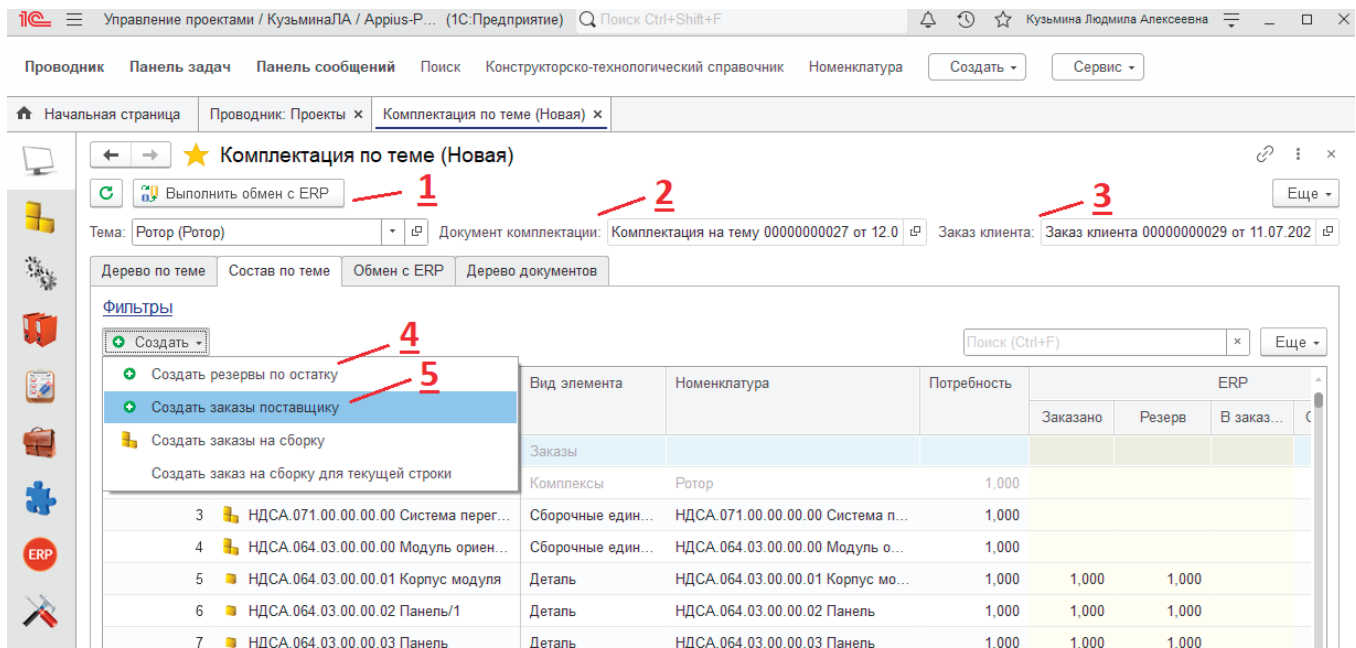 1С Управление проектами / КузьминаЛА / Appius-P... (1С:Предприятие) Поиск Ctrl+Shift+F Кузьмина Людмила Алексеевна
Проводник Панель задач Панель сообщений Поиск Конструкторско-технологический справочник Номенклатура Создать Сервис
Начальная страница Проводник: Проекты × Комплектация по теме (Новая) ×
Комплектация по теме (Новая)
Выполнить обмен с ERP 1 2 3 Еще
Тема: Ротор (Ротор) Документ комплектации: Комплектация на тему 00000000027 от 12.0 Заказ клиента: Заказ клиента 00000000029 от 11.07.202
Дерево по теме Состав по теме Обмен с ERP Дерево документов
Фильтры
Создать 4 Поиск (Ctrl+F) × Еще
Создать резервы по остатку 5 Вид элемента Номенклатура Потребность ERP
Создать заказы поставщику Заказано Резерв В заказ...
Создать заказы на сборку Заказы
Создать заказ на сборку для текущей строки Комплексы Ротор 1,000
3 НДСА.071.00.00.00.00 Система перег... Сборочные един... НДСА.071.00.00.00.00 Система п... 1,000
4 НДСА.064.03.00.00.00 Модуль ориен... Сборочные един... НДСА.064.03.00.00.00 Модуль о... 1,000
ERP 5 НДСА.064.03.00.00.01 Корпус модуля Деталь НДСА.064.03.00.00.01 Корпус мо... 1,000 1,000 1,000
6 НДСА.064.03.00.00.02 Панель/1 Деталь НДСА.064.03.00.00.02 Панель 1,000 1,000 1,000
7 НДСА.064.03.00.00.03 Панель Деталь НДСА.064.03.00.00.03 Панель 1,000 1,000 1,000